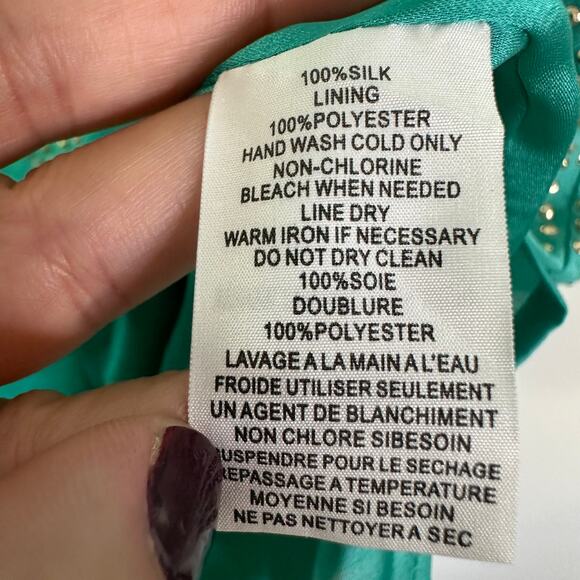 100%SILK
LINING
100%POLYESTER
HAND WASH COLD ONLY
NON-CHLORINE
BLEACH WHEN NEEDED
LINE DRY
WARM IRON IF NECESSARY
DO NOT DRY CLEAN
100%SOIE
DOUBLURE
100%POLYESTER
LAVAGE A LA MAIN A L'EAU
FROIDE UTILISER SEULEMENT
UN AGENT DE BLANCHIMENT
NON CHLORE SIBESOIN
SUSPENDRE POUR LE SECHAGE
REPASSAGE A TEMPERATURE
MOYENNE SI BESOIN
NE PAS NETTOYER A SEC